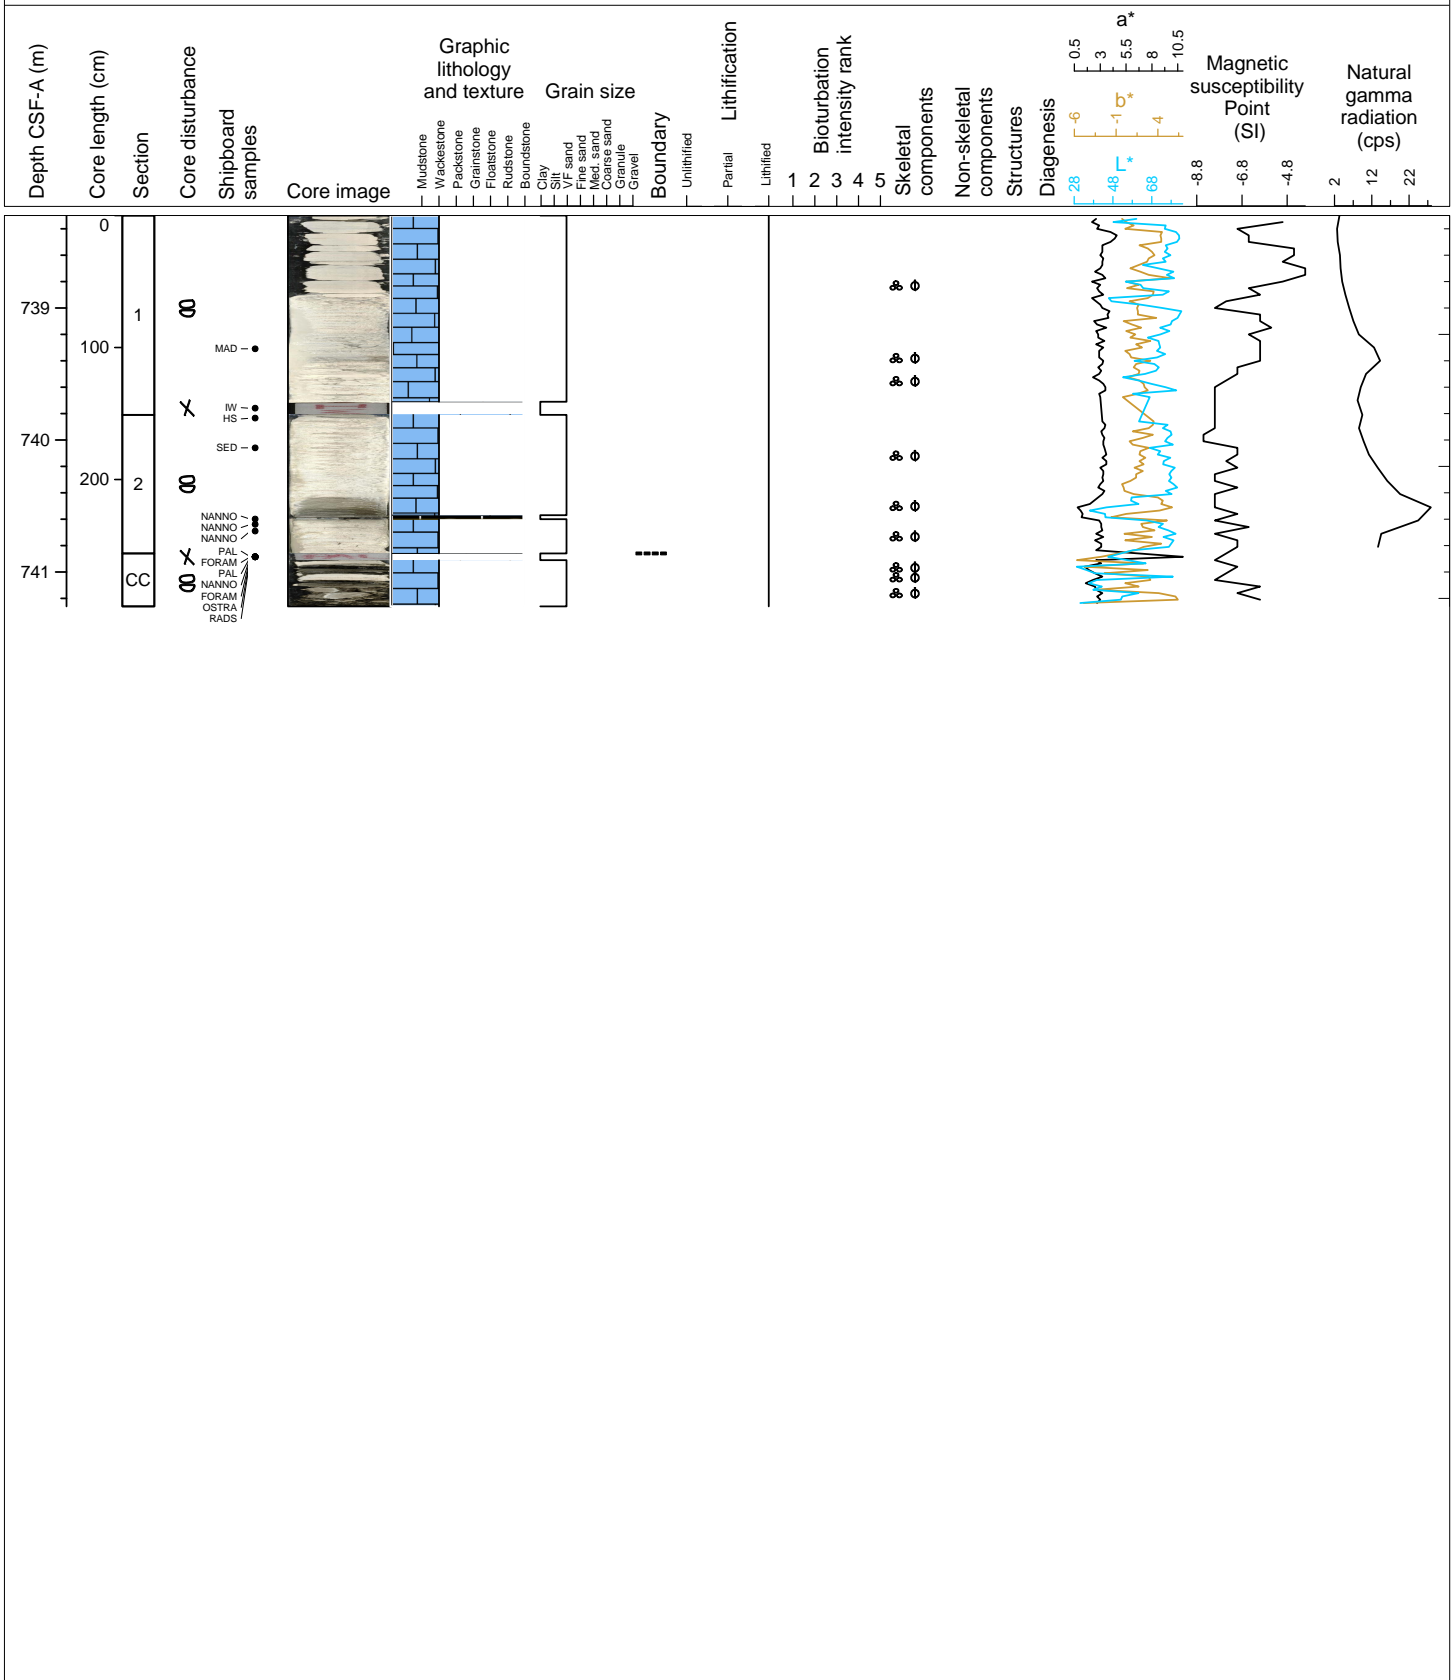 Depth CSF-A (m)
Core length (cm)
Section
Core disturbance
Shipboard
samples
Core image
Graphic
lithology
and texture
Mudstone
Wackestone
Packstone
Grainstone
Floatstone
Rudstone
Boundstone
Grain size
Clay
Silt
VF sand
Fine sand
Med. sand
Coarse sand
Granule
Gravel
Boundary
Lithification
Unlithified
Partial
Lithified
Bioturbation
intensity rank
1 2 3 4 5
Skeletal
components
Non-skeletal
components
Structures
Diagenesis
a*
0.5 3 5.5 8 10.5
b*
-6 -1 4
L*
28 48 68
Magnetic
susceptibility
Point
(SI)
-8.8 -6.8 -4.8
Natural
gamma
radiation
(cps)
2 12 22
0
739
1
100
MAD
IW
HS
740
SED
200
2
NANNO
NANNO
NANNO
PAL
FORAM
741
CC
PAL
NANNO
FORAM
OSTRA
RADS